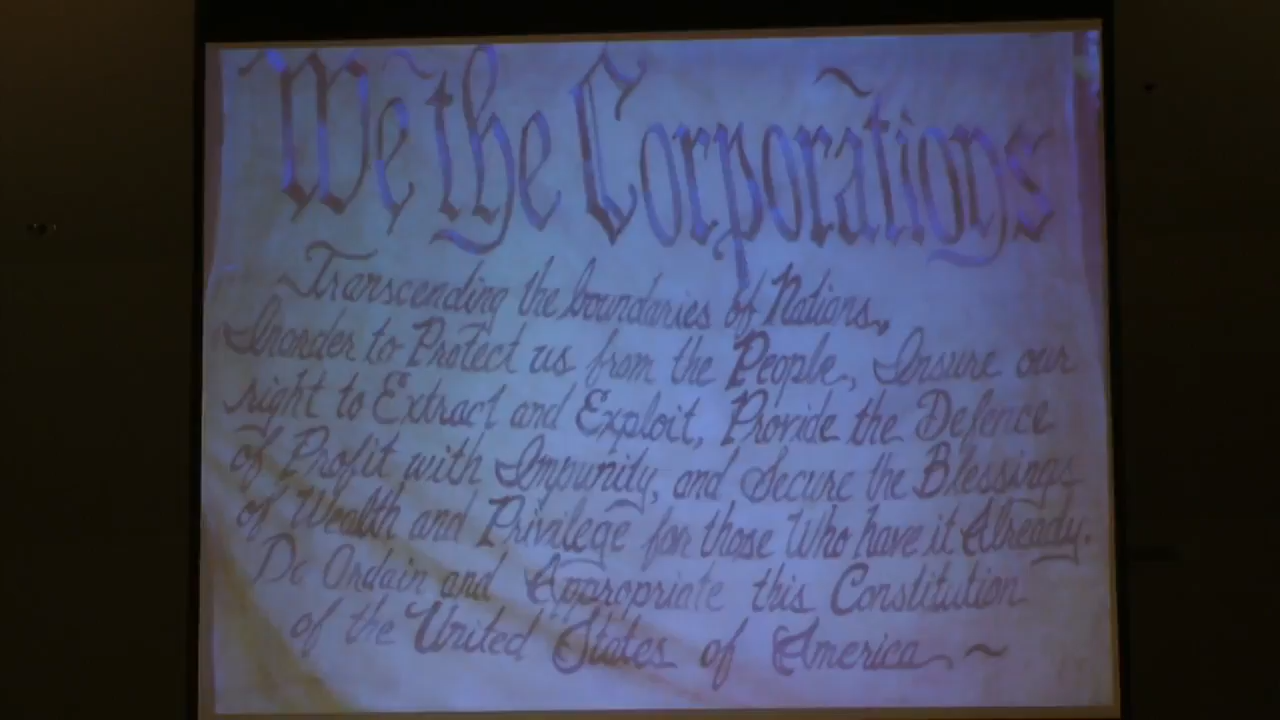 We the Corporations
~Transcending the boundaries of Nations,
In order to Protect us from the People, Insure our
right to Extract and Exploit, Provide the Defence
of Profit with Impunity, and Secure the Blessings
of Wealth and Privilege for those Who have it Already.
Do Ordain and Appropriate this Constitution
of the United States of America ~